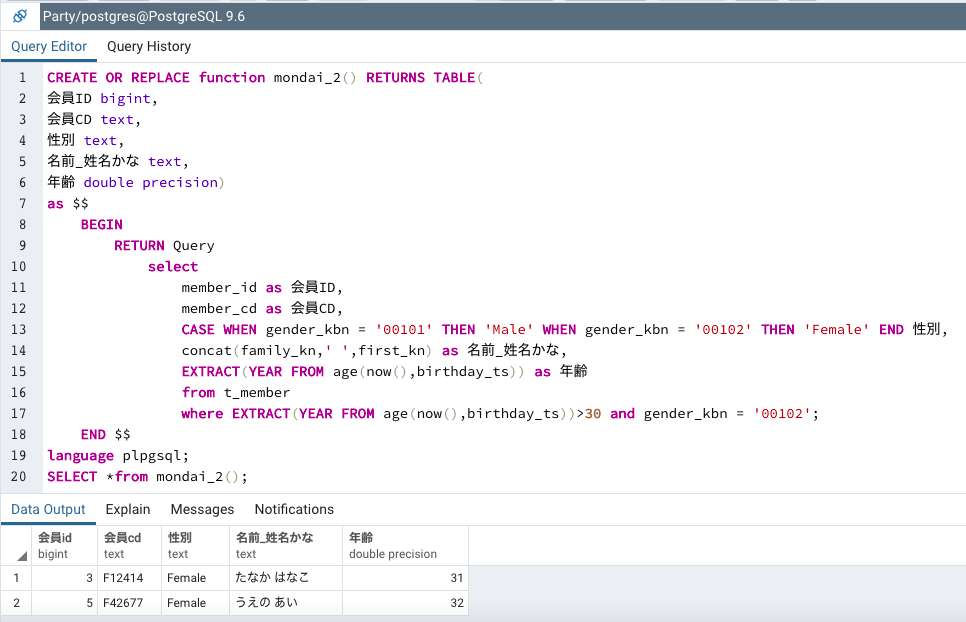 Party/postgres@PostgreSQL 9.6
Query Editor Query History
1 CREATE OR REPLACE function mondai_2() RETURNS TABLE(
2 会員ID bigint,
3 会員CD text,
4 性別 text,
5 名前_姓名かな text,
6 年齢 double precision)
7 as $$
8 BEGIN
9 RETURN Query
10 select
11 member_id as 会員ID,
12 member_cd as 会員CD,
13 CASE WHEN gender_kbn = '00101' THEN 'Male' WHEN gender_kbn = '00102' THEN 'Female' END 性別,
14 concat(family_kn,' ',first_kn) as 名前_姓名かな,
15 EXTRACT(YEAR FROM age(now(),birthday_ts)) as 年齢
16 from t_member
17 where EXTRACT(YEAR FROM age(now(),birthday_ts))>30 and gender_kbn = '00102';
18 END $$
19 language plpgsql;
20 SELECT *from mondai_2();
Data Output Explain Messages Notifications
会員id 会員cd 性別 名前_姓名かな 年齢
bigint text text text double precision
1 3 F12414 Female たなか はなこ 31
2 5 F42677 Female うえの あい 32